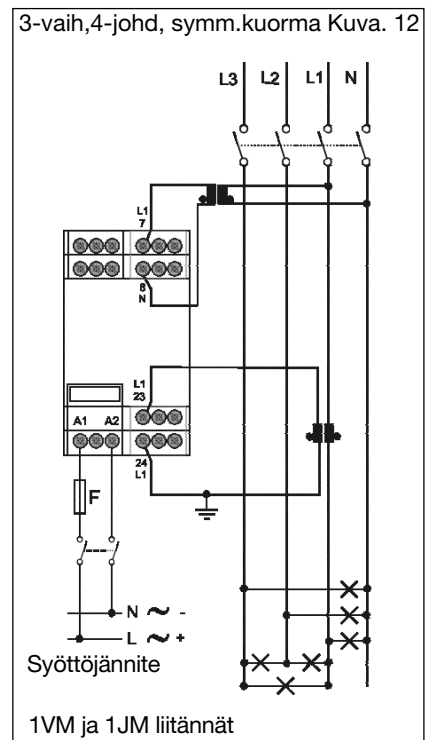 3-vaih,4-johd, symm.kuorma Kuva. 12
L3 L2 L1 N
L1
7
8
N
L1
23
A1 A2
24
L1
F
N ~ -
L ~ +
Syöttöjännite
1VM ja 1JM liitännät